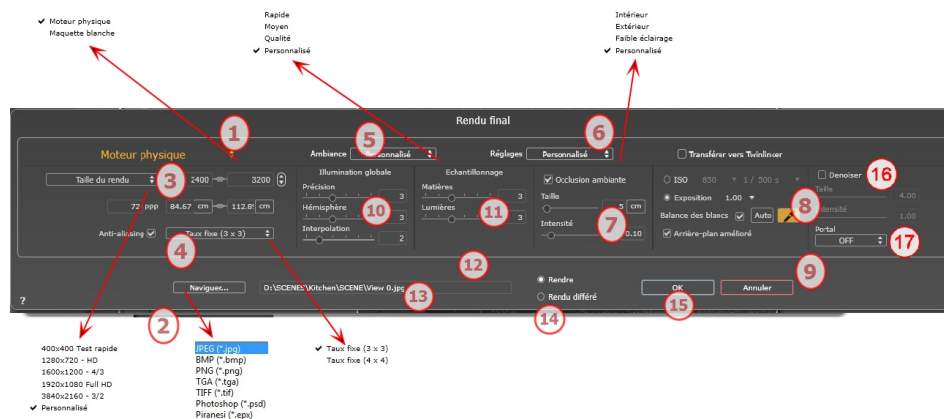 ✔ Moteur physique
Maquette blanche
Rapide
Moyen
Qualité
✔ Personnalisé
Intérieur
Extérieur
Faible éclairage
✔ Personnalisé
Rendu final
1
Moteur physique
Ambiance 5 Personnalisé
Réglages 6 Personnalisé
Transférer vers Twinlinker
Taille du rendu 3 2400 3200
72 ppp 84.67 cm 112.89 cm
Anti-aliasing Taux fixe (3 x 3)
4
Illumination globale
Précision 3
Hémisphère 10 3
Interpolation 2
Echantillonnage
Matières 3
Lumières 11 3
Occlusion ambiante
Taille 5 cm
Intensité 7 0.10
ISO 850 1 / 500 s
Exposition 1.00 8
Balance des blancs Auto
Arrière-plan amélioré
Denoiser 16
Taille 4.00
Intensité 1.00
Portal
OFF 17
9
12
Naviguer... D:\SCENES\Kitchen\SCENE\View 0.jpg 13
Rendre
Rendu différé
14
OK
15
Annuler
?
2
400x400 Test rapide
1280x720 - HD
1600x1200 - 4/3
1920x1080 Full HD
3840x2160 - 3/2
✔ Personnalisé
JPEG (*.jpg)
BMP (*.bmp)
PNG (*.png)
TGA (*.tga)
TIFF (*.tif)
Photoshop (*.psd)
Piranesi (*.epx)
✔ Taux fixe (3 x 3)
Taux fixe (4 x 4)